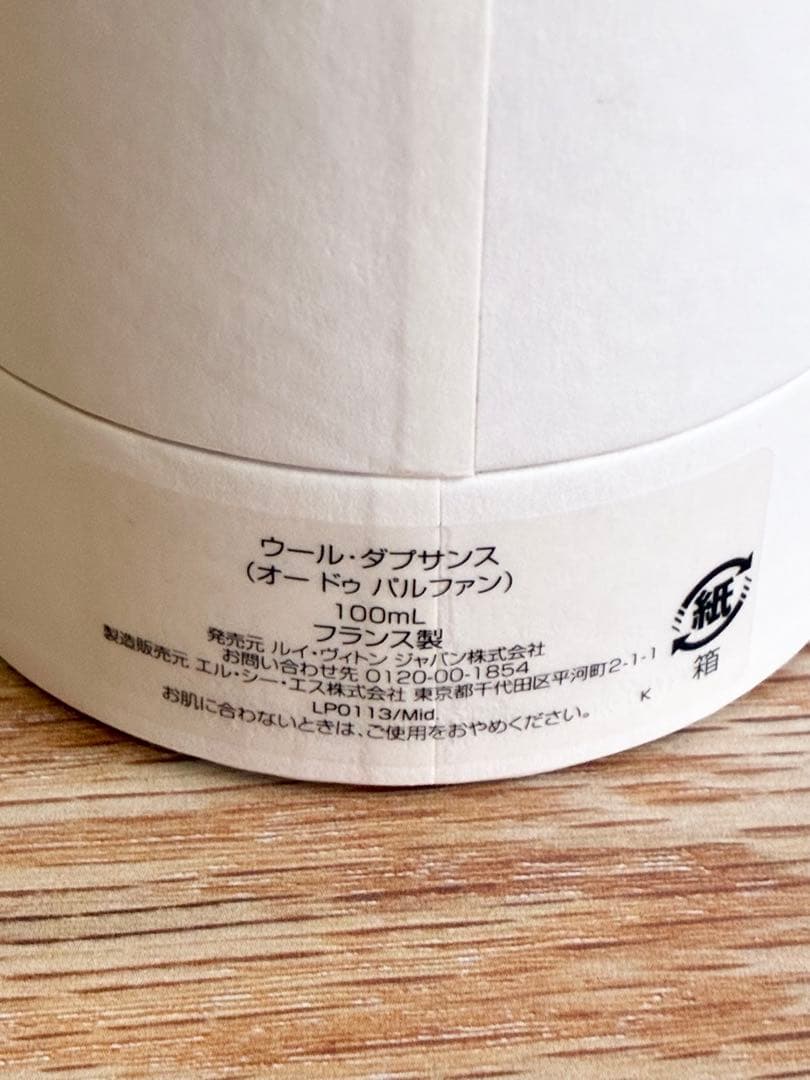 ウール・ダプサンス
(オー ドゥ パルファン)
100mL
フランス製
発売元 ルイ・ヴィトン ジャパン株式会社
お問い合わせ先 0120-00-1854
製造販売元 エル・シー・エス株式会社 東京都千代田区平河町2-1-1
LP0113/Mid.
お肌に合わないときは、ご使用をおやめください。
K
紙
箱